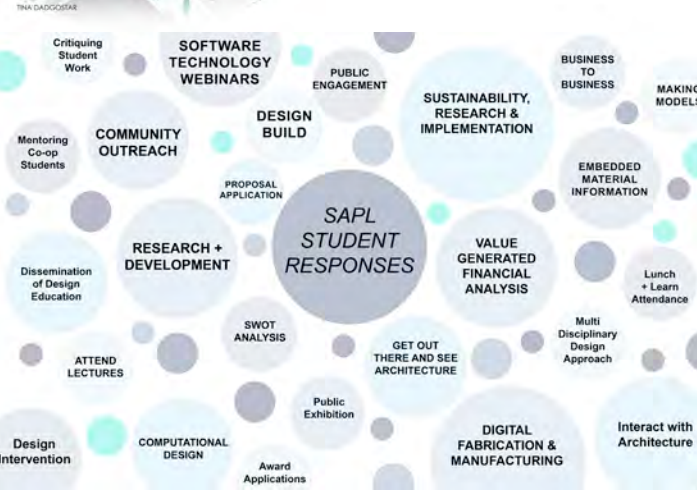 TINA DADGOSTAR
Critiquing
Student
Work
SOFTWARE
TECHNOLOGY
WEBINARS
PUBLIC
ENGAGEMENT
SUSTAINABILITY,
RESEARCH &
IMPLEMENTATION
BUSINESS
TO
BUSINESS
MAKING
MODELS
Mentoring
Co-op
Students
COMMUNITY
OUTREACH
DESIGN
BUILD
EMBEDDED
MATERIAL
INFORMATION
PROPOSAL
APPLICATION
SAPL
STUDENT
RESPONSES
RESEARCH +
DEVELOPMENT
VALUE
GENERATED
FINANCIAL
ANALYSIS
Dissemination
of Design
Education
Lunch
+ Learn
Attendance
SWOT
ANALYSIS
Multi
Disciplinary
Design
Approach
ATTEND
LECTURES
GET OUT
THERE AND SEE
ARCHITECTURE
Public
Exhibition
Design
Intervention
COMPUTATIONAL
DESIGN
Award
Applications
DIGITAL
FABRICATION &
MANUFACTURING
Interact with
Architecture